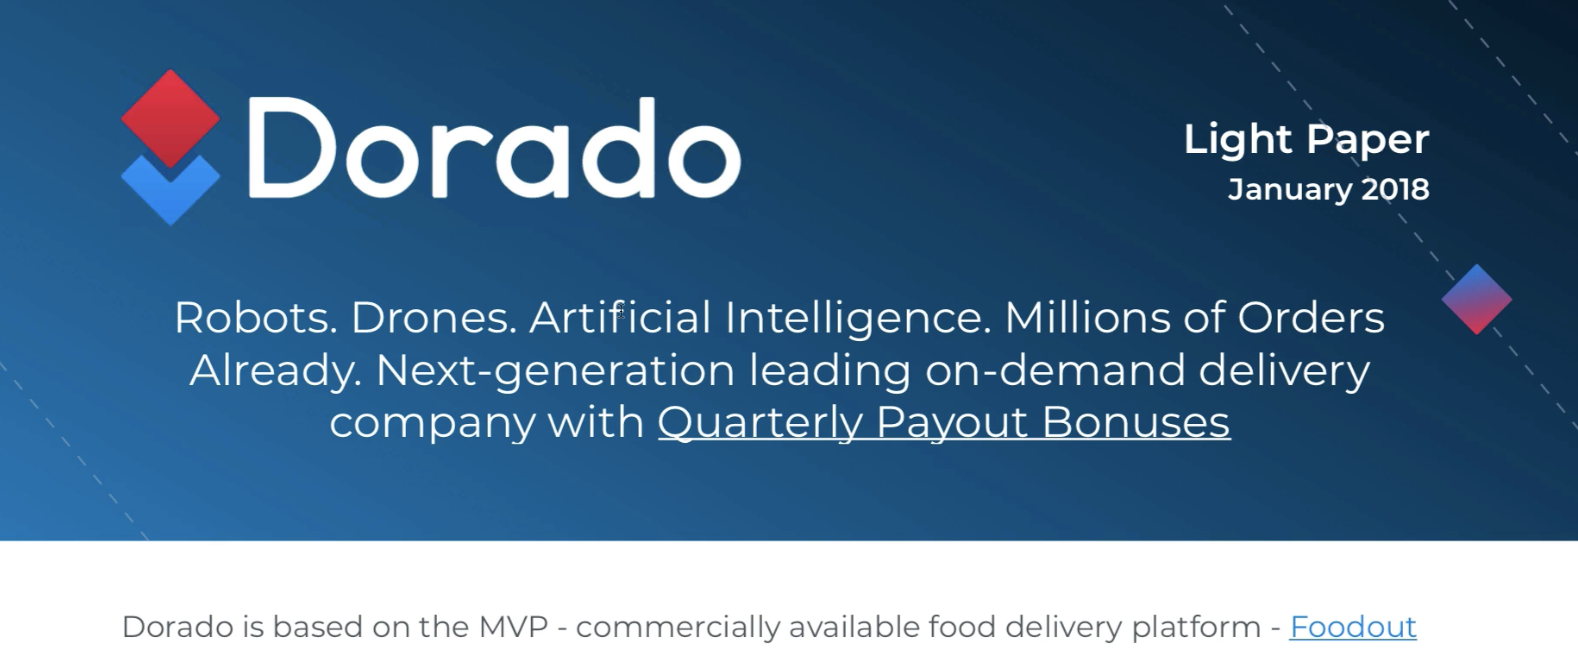 Dorado
Light Paper
January 2018
Robots. Drones. Artificial Intelligence. Millions of Orders
Already. Next-generation leading on-demand delivery
company with Quarterly Payout Bonuses
Dorado is based on the MVP - commercially available food delivery platform - Foodout